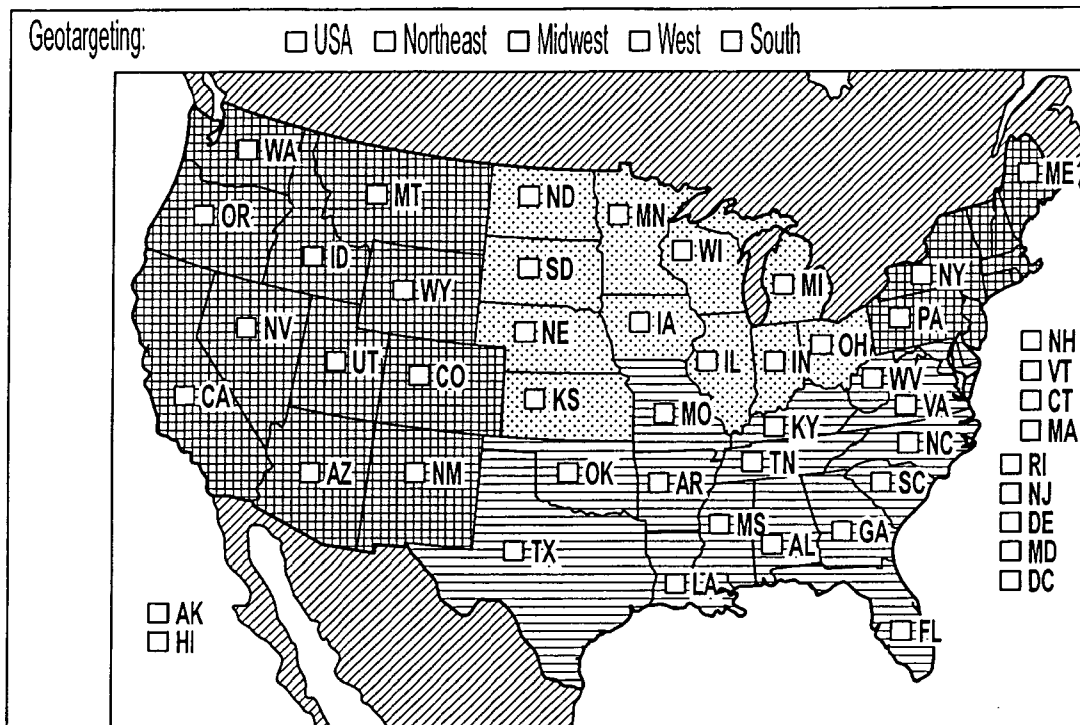 Geotargeting: □ USA □ Northeast □ Midwest □ West □ South
WA
MT
ND
MN
ME
OR
ID
SD
WI
MI
NY
WY
NV
UT
CO
NE
IA
IL
IN
OH
PA
NH
VT
CT
MA
CA
KS
MO
KY
WV
VA
NC
AZ
NM
OK
AR
TN
SC
RI
NJ
DE
MD
DC
TX
LA
MS
AL
GA
FL
AK
HI